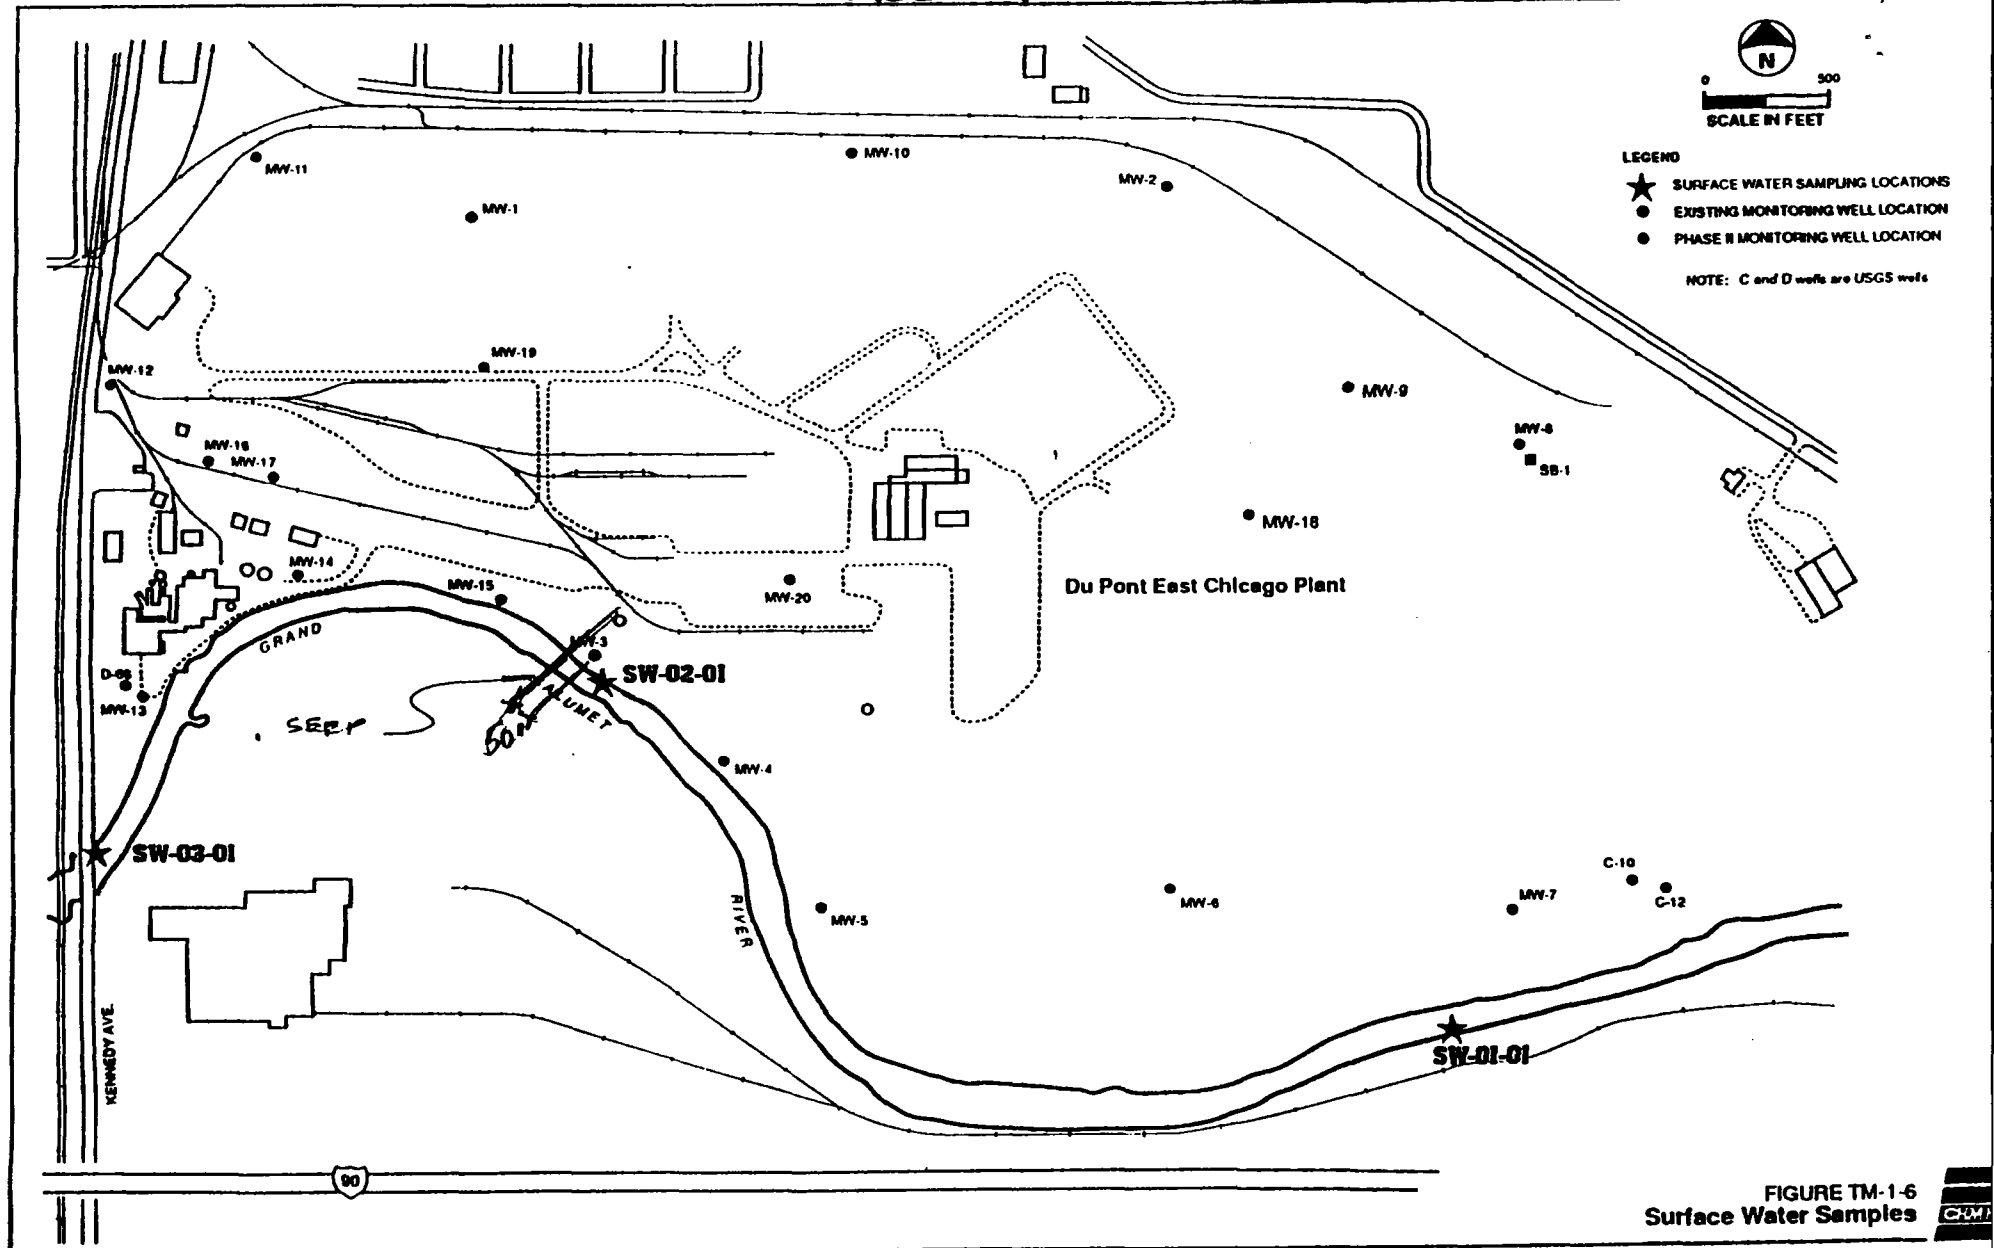 N
0 500
SCALE IN FEET
LEGEND
SURFACE WATER SAMPLING LOCATIONS
EXISTING MONITORING WELL LOCATION
PHASE II MONITORING WELL LOCATION
NOTE: C and D wells are USGS wells
MW-11
MW-10
MW-2
MW-1
MW-19
MW-12
MW-9
MW-8
SB-1
MW-16
MW-17
MW-18
MW-14
MW-15
MW-20
Du Pont East Chicago Plant
GRAND
MW-3
SW-02-01
D-66
MW-13
CALUMET
SEEP
50'
MW-4
SW-03-01
C-10
C-12
MW-7
MW-6
MW-5
RIVER
SW-01-01
KENNEDY AVE.
90
FIGURE TM-1-6
Surface Water Samples